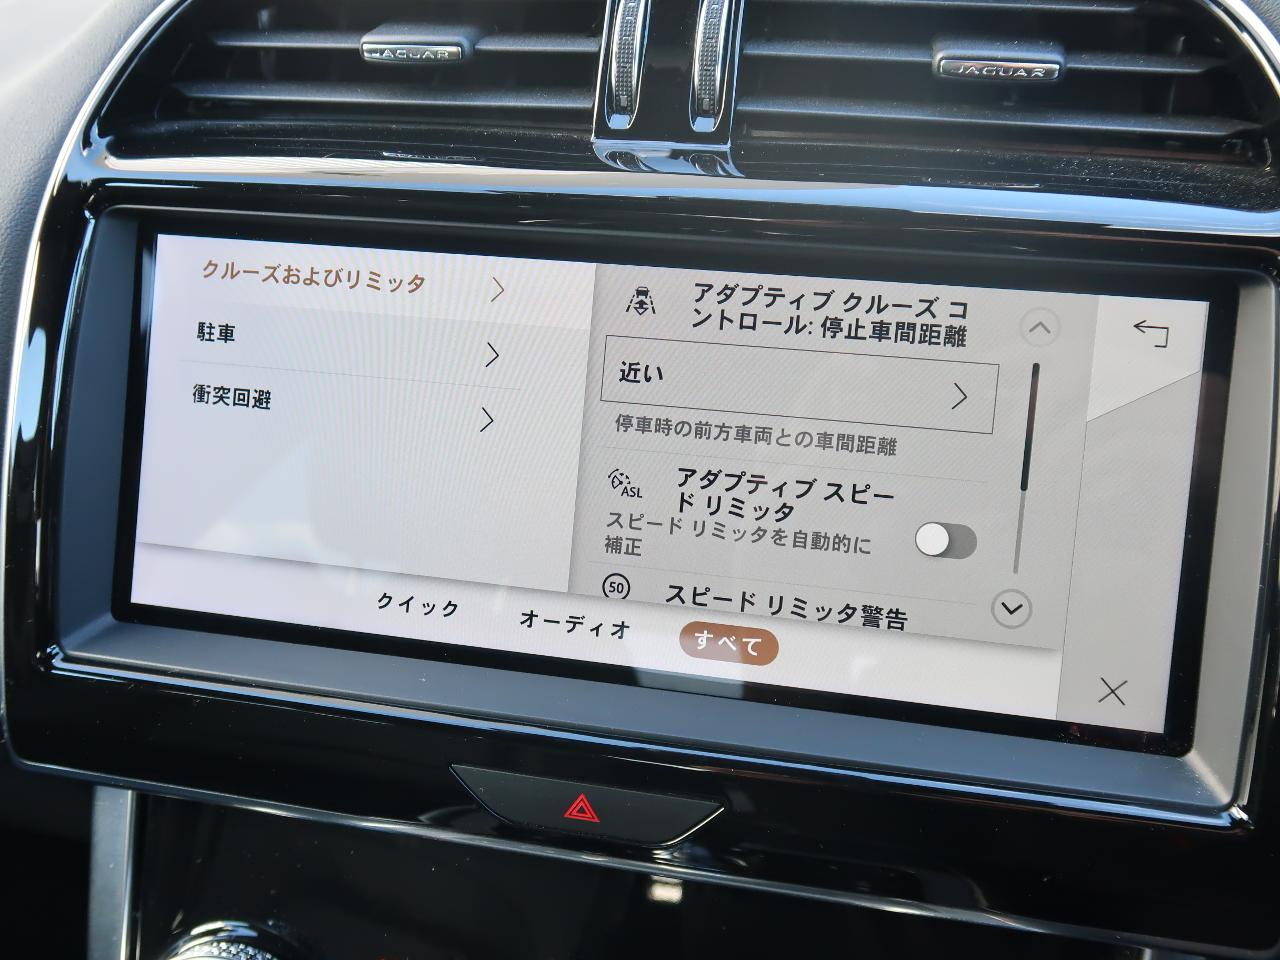 JAGUAR
JAGUAR
クルーズおよびリミッタ
駐車
衝突回避
アダプティブ クルーズ コ
ントロール: 停止車間距離
近い
停車時の前方車両との車間距離
ASL
アダプティブ スピー
ド リミッタ
スピード リミッタを自動的に
補正
50
スピード リミッタ警告
クイック
オーディオ
すべて